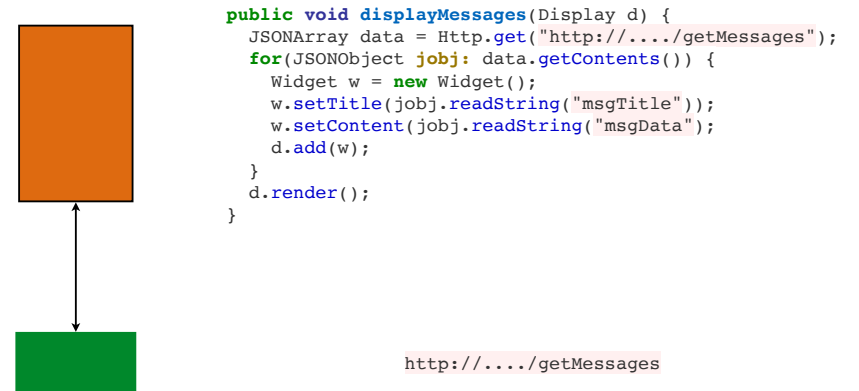 public void displayMessages(Display d) {
  JSONArray data = Http.get("http://..../getMessages");
  for(JSONObject jobj: data.getContents()) {
    Widget w = new Widget();
    w.setTitle(jobj.readString("msgTitle"));
    w.setContent(jobj.readString("msgData");
    d.add(w);
  }
  d.render();
}
http://..../getMessages